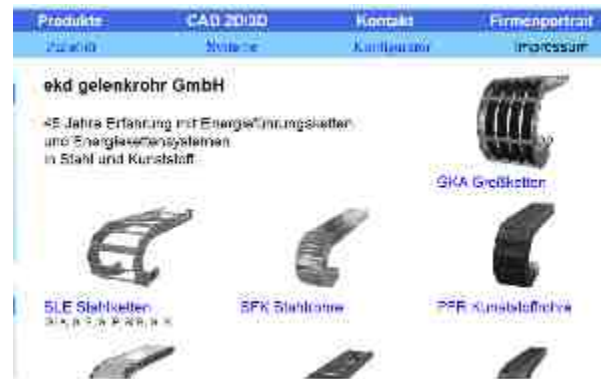 Produkte CAD 2D/3D Kontakt Firmenportrait
Zubehör Systeme Konfigurator Impressum
ekd gelenkrohr GmbH
45 Jahre Erfahrung mit Energieführungsketten
und Energiekettensystemen
in Stahl und Kunststoff
GKA Großketten
SLE Stahlketten SFK Stahlrohre PFR Kunststoffrohre